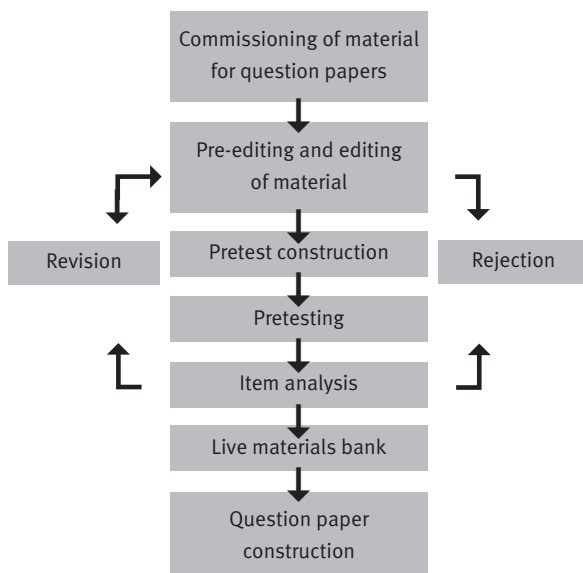 Commissioning of material
for question papers
Pre-editing and editing
of material
Revision
Pretest construction
Rejection
Pretesting
Item analysis
Live materials bank
Question paper
construction